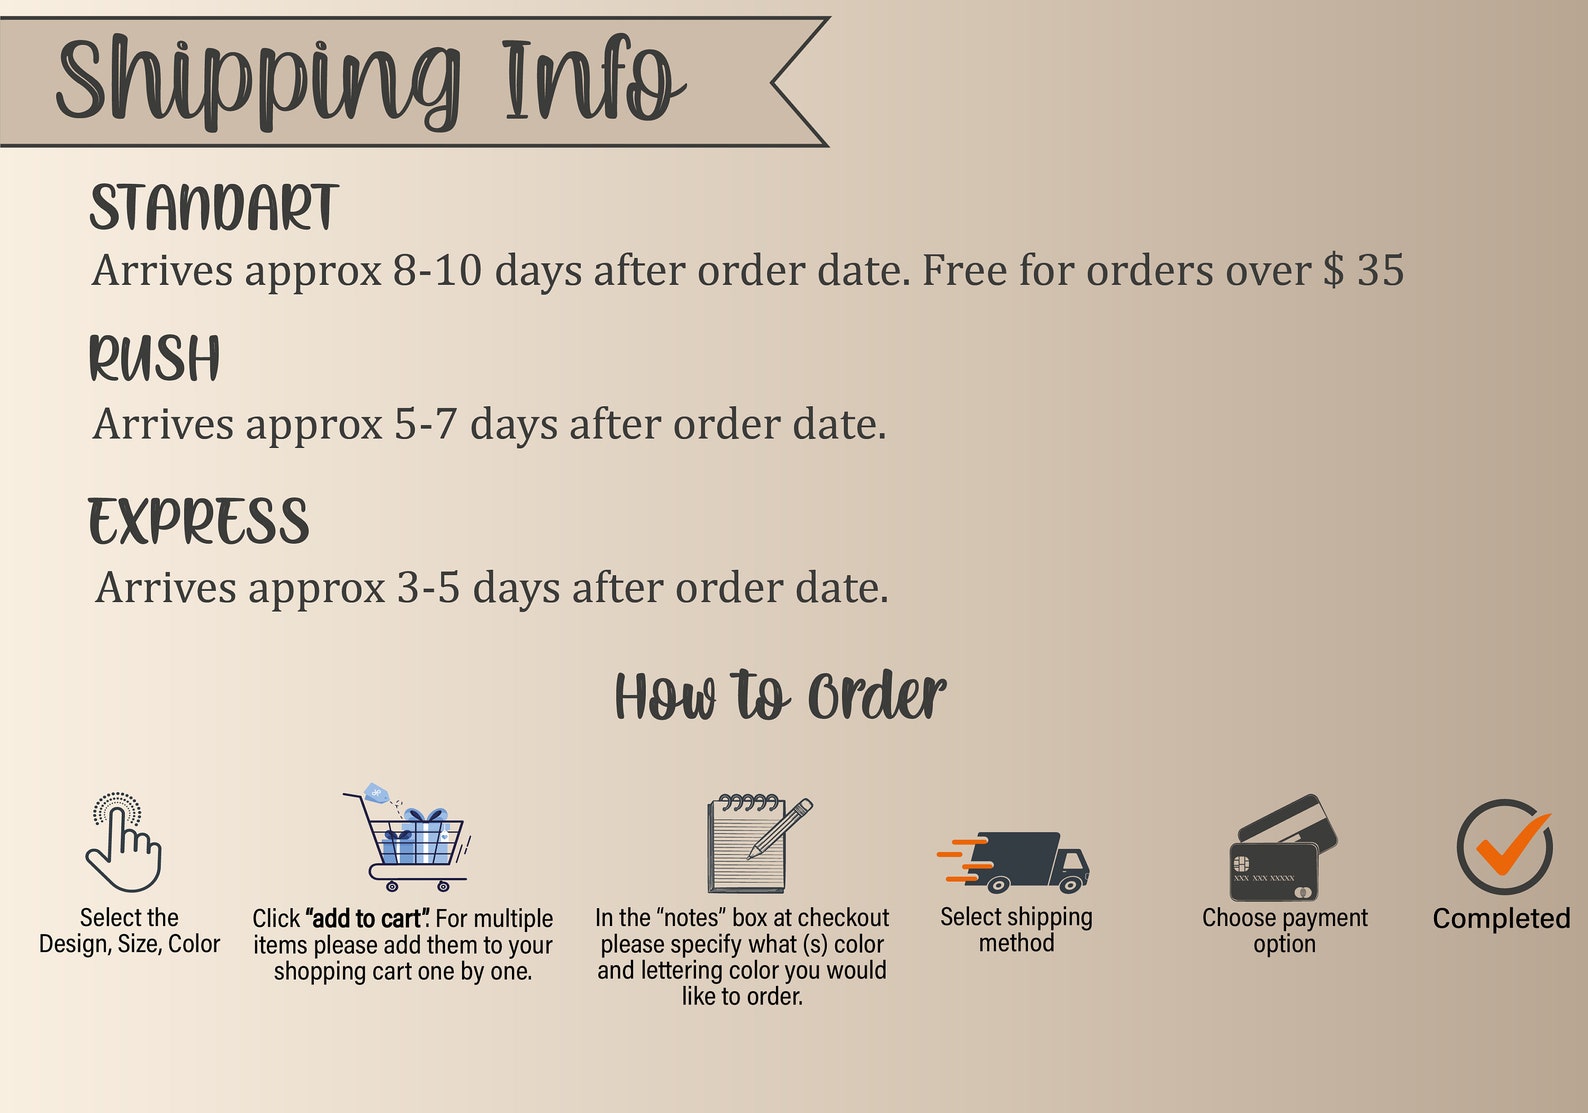 Shipping Info
STANDART
Arrives approx 8-10 days after order date. Free for orders over $ 35
RUSH
Arrives approx 5-7 days after order date.
EXPRESS
Arrives approx 3-5 days after order date.
How to Order
Select the
Design, Size, Color
Click "add to cart". For multiple
items please add them to your
shopping cart one by one.
In the "notes" box at checkout
please specify what (s) color
and lettering color you would
like to order.
Select shipping
method
XXX XXX XXXXX
Choose payment
option
Completed